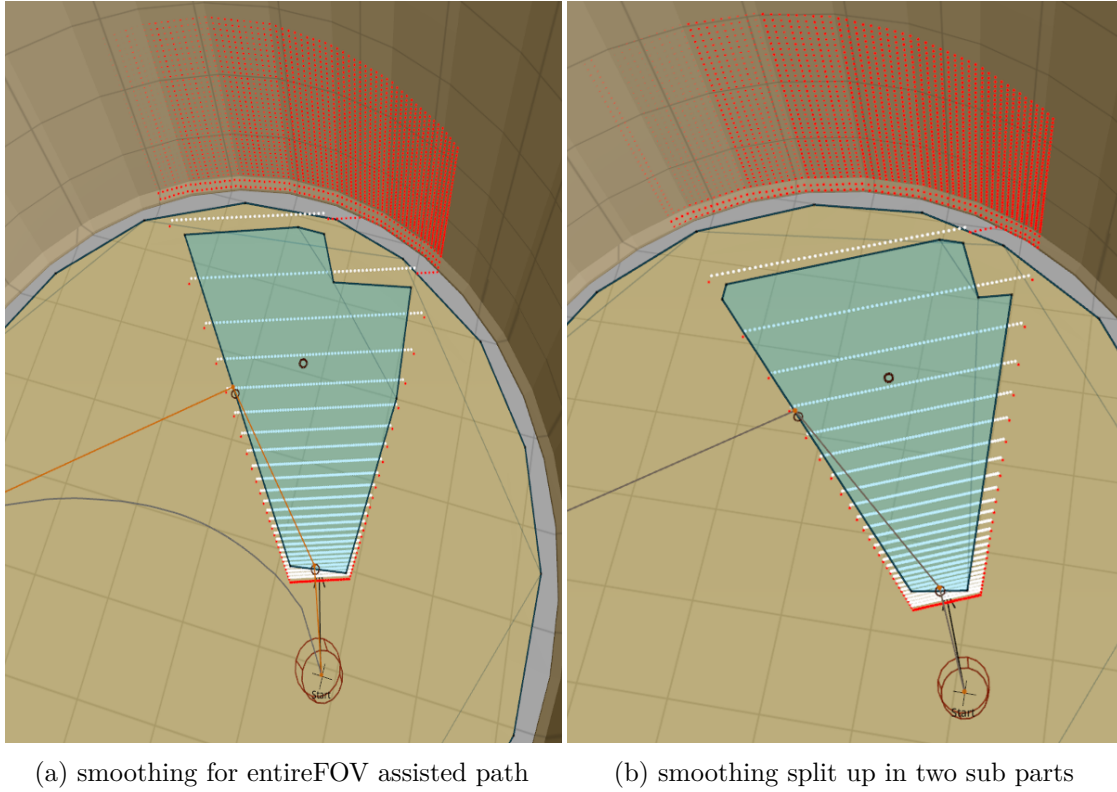 Start
Start
(a) smoothing for entireFOV assisted path
(b) smoothing split up in two sub parts